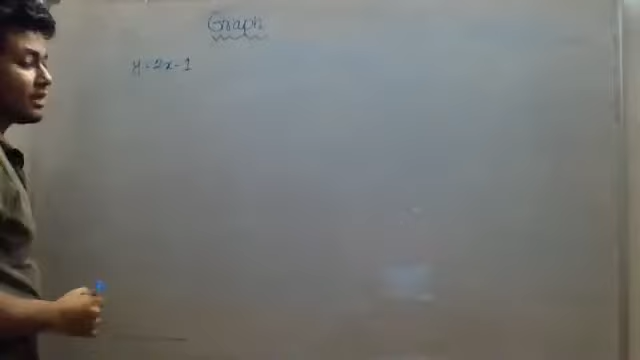 Graph
y = 2x - 1